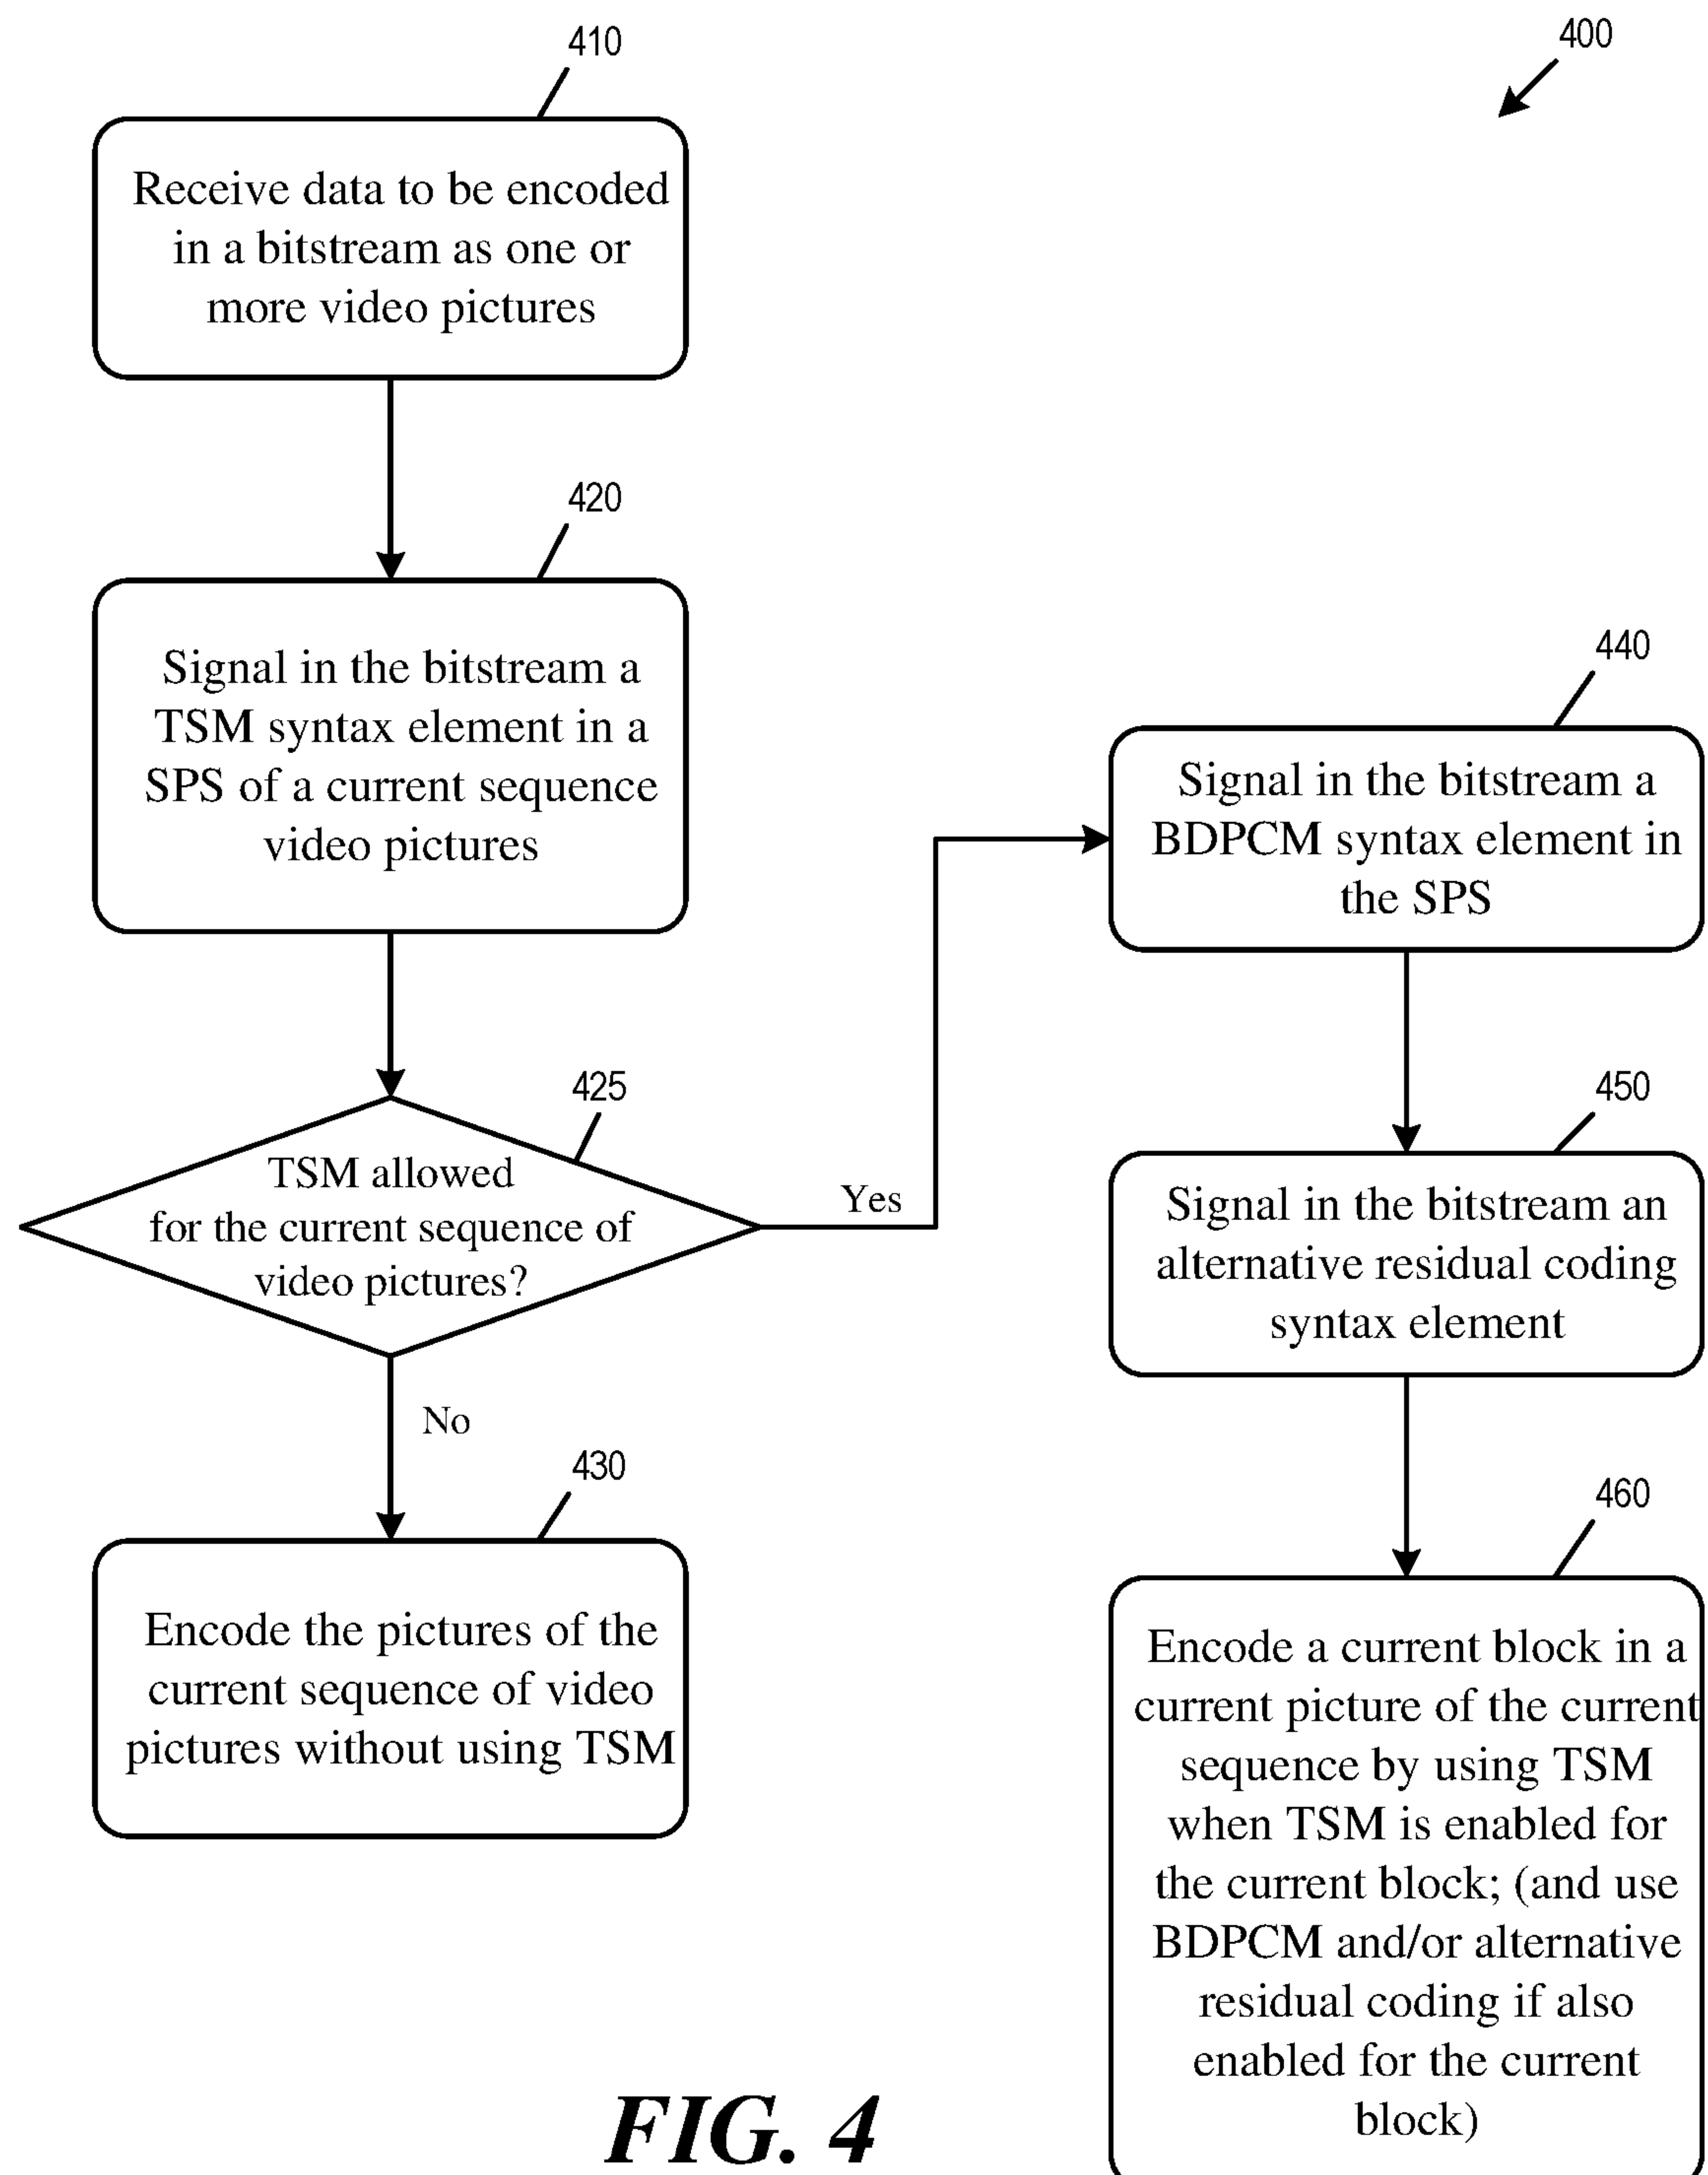 400
410
Receive data to be encoded
in a bitstream as one or
more video pictures
420
Signal in the bitstream a
TSM syntax element in a
SPS of a current sequence
video pictures
425
TSM allowed
for the current sequence of
video pictures?
Yes
No
430
Encode the pictures of the
current sequence of video
pictures without using TSM
440
Signal in the bitstream a
BDPCM syntax element in
the SPS
450
Signal in the bitstream an
alternative residual coding
syntax element
460
Encode a current block in a
current picture of the current
sequence by using TSM
when TSM is enabled for
the current block; (and use
BDPCM and/or alternative
residual coding if also
enabled for the current
block)
FIG. 4